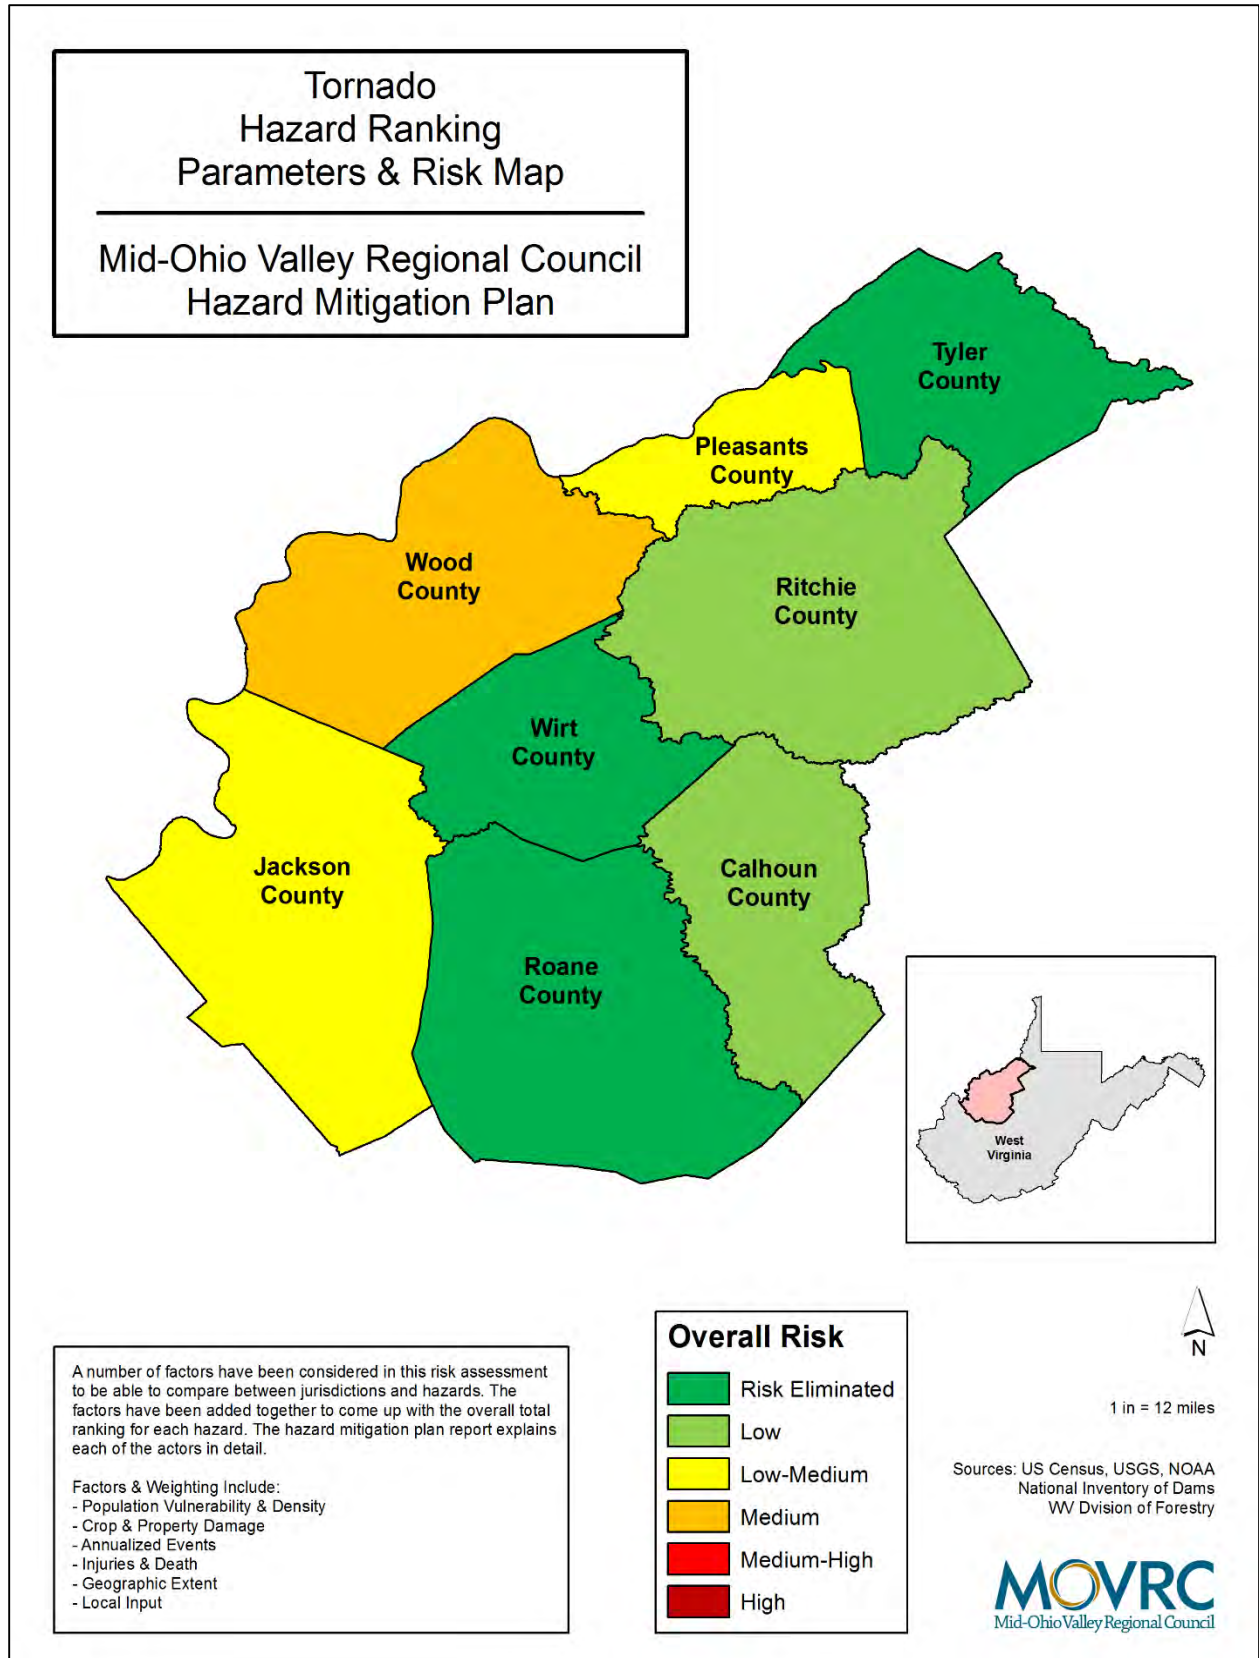 Tornado
Hazard Ranking
Parameters & Risk Map
Mid-Ohio Valley Regional Council
Hazard Mitigation Plan
Tyler
County
Pleasants
County
Wood
County
Ritchie
County
Wirt
County
Jackson
County
Calhoun
County
Roane
County
West
Virginia
A number of factors have been considered in this risk assessment
to be able to compare between jurisdictions and hazards. The
factors have been added together to come up with the overall total
ranking for each hazard. The hazard mitigation plan report explains
each of the actors in detail.
Factors & Weighting Include:
- Population Vulnerability & Density
- Crop & Property Damage
- Annualized Events
- Injuries & Death
- Geographic Extent
- Local Input
Overall Risk
Risk Eliminated
Low
Low-Medium
Medium
Medium-High
High
N
1 in = 12 miles
Sources: US Census, USGS, NOAA
National Inventory of Dams
WV Division of Forestry
MOVRC
Mid-Ohio Valley Regional Council